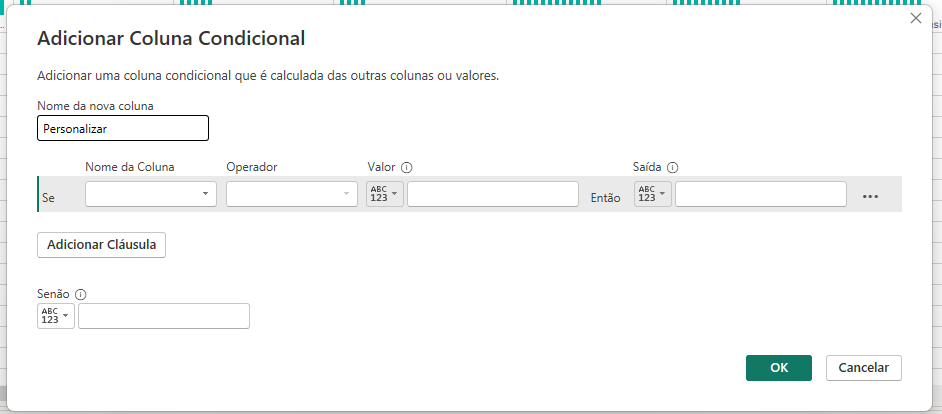 Adicionar Coluna Condicional
Adicionar uma coluna condicional que é calculada das outras colunas ou valores.
Nome da nova coluna
Personalizar
Nome da Coluna Operador Valor Saída
Se ABC 123 Então ABC 123 ...
Adicionar Cláusula
Senão
ABC 123
OK Cancelar